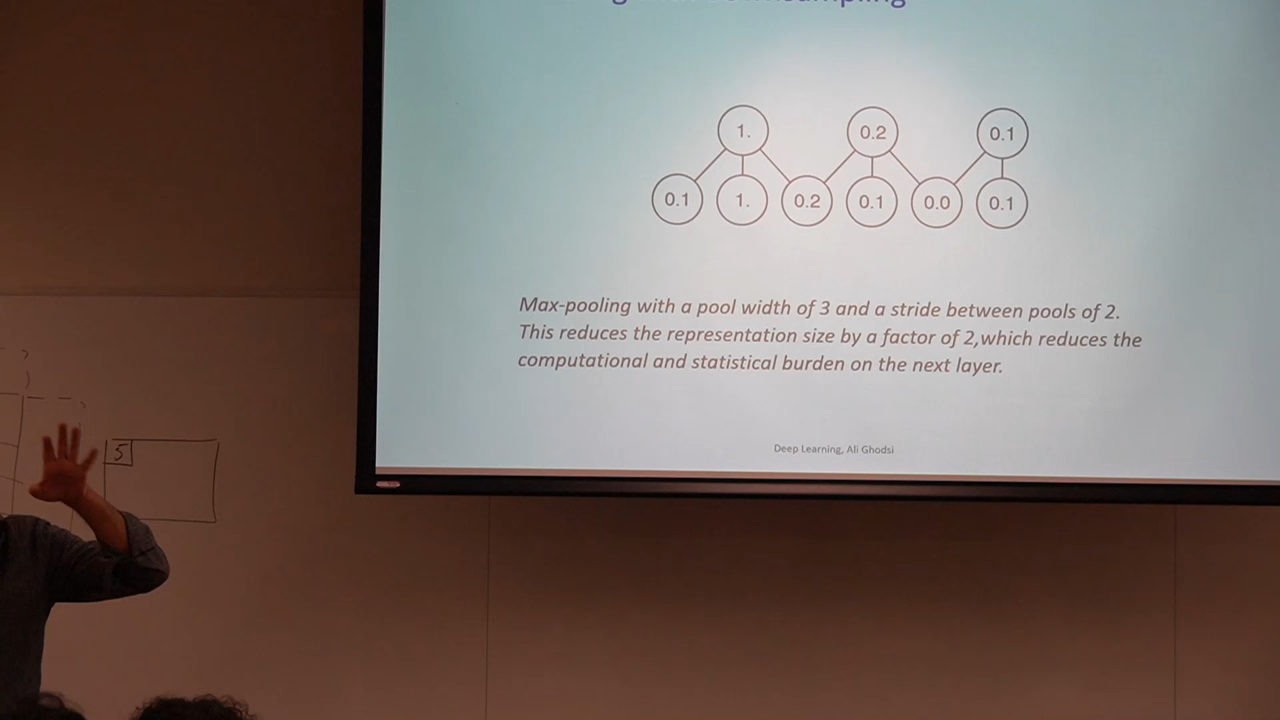 1. 0.2 0.1
0.1 1. 0.2 0.1 0.0 0.1
Max-pooling with a pool width of 3 and a stride between pools of 2.
This reduces the representation size by a factor of 2,which reduces the
computational and statistical burden on the next layer.
5
Deep Learning, Ali Ghodsi